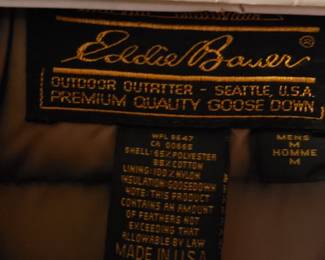 Eddie Bauer ®
OUTDOOR OUTFITTER - SEATTLE, U.S.A.
PREMIUM QUALITY GOOSE DOWN
MENS
M
HOMME
M
WPL 9647
CA 00665
SHELL: 65% POLYESTER
35% COTTON
LINING: 100% NYLON
INSULATION: GOOSEDOWN
NOTE: THIS PRODUCT
CONTAINS AN AMOUNT
OF FEATHERS NOT
EXCEEDING THAT
ALLOWABLE BY LAW
MADE IN U.S.A